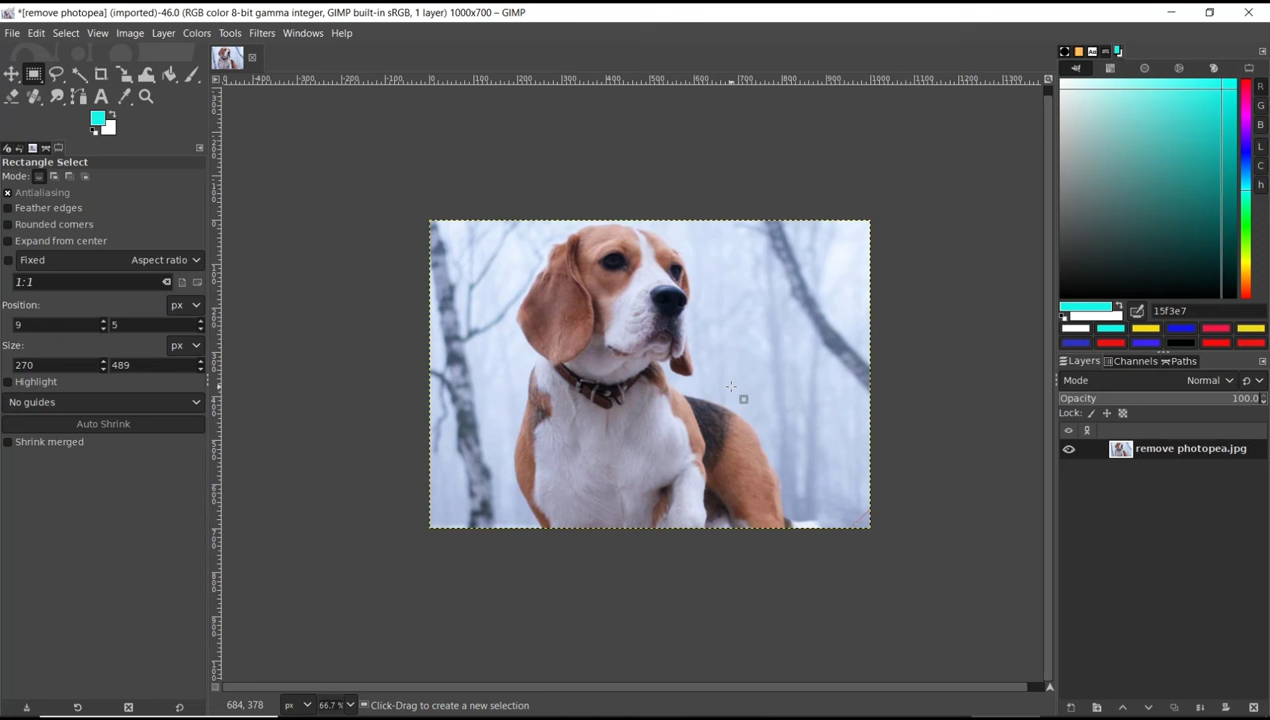 *[remove photopea] (imported)-46.0 (RGB color 8-bit gamma integer, GIMP built-in sRGB, 1 layer) 1000x700 – GIMP
File Edit Select View Image Layer Colors Tools Filters Windows Help
Rectangle Select
Mode:
Antialiasing
Feather edges
Rounded corners
Expand from center
Fixed Aspect ratio
1:1
Position: px
9 5
Size: px
270 489
Highlight
No guides
Auto Shrink
Shrink merged
R
G
B
L
C
h
15f3e7
Layers Channels Paths
Mode Normal
Opacity 100.0
Lock:
remove photopea.jpg
684, 378 px 66.7 % Click-Drag to create a new selection